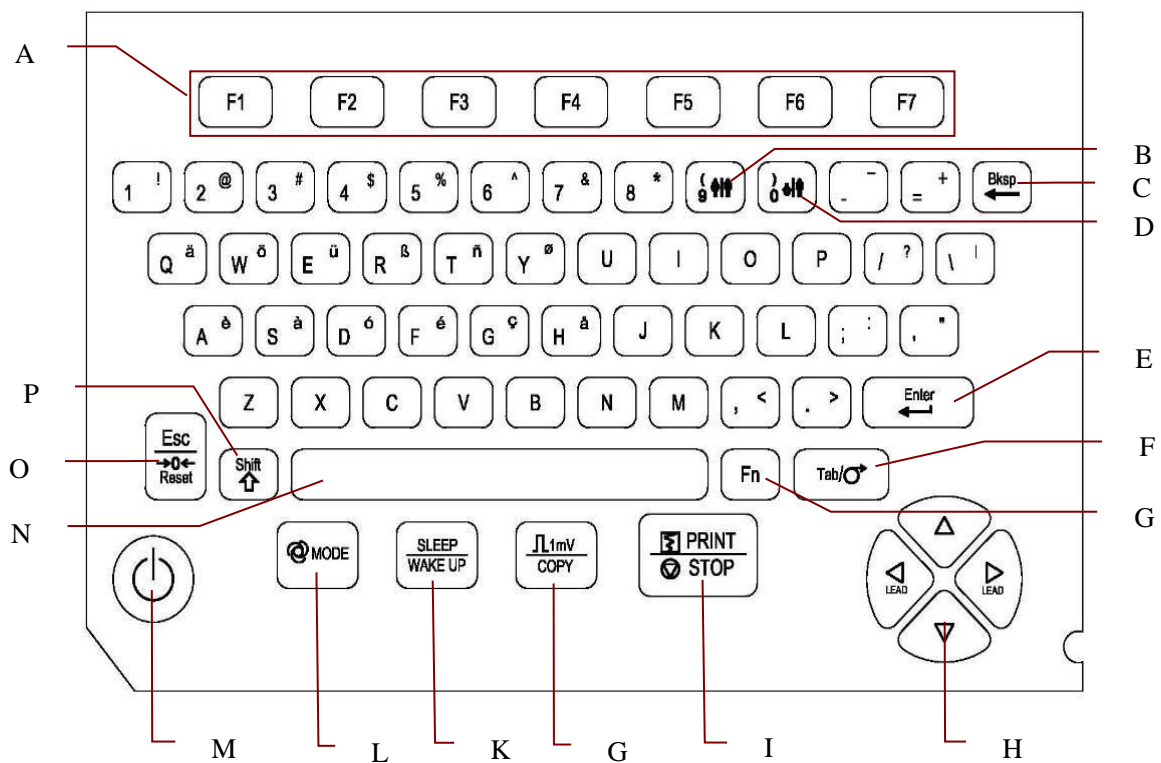 A
F1 F2 F3 F4 F5 F6 F7
B
1 ! 2 @ 3 # 4 $ 5 % 6 ^ 7 & 8 * 9 ( 0 ) - _ = + Bksp
C
D
Q ä W ö E ü R ß T ñ Y ø U I O P / ? \ |
A è S à D ó F é G ç H å J K L ; : , "
E
P
Z X C V B N M , < . > Enter
Esc
→0←
Reset
O
Shift
Fn
Tab/
F
N
G
MODE
SLEEP
WAKE UP
1mV
COPY
PRINT
STOP
LEAD LEAD
M L K G I H